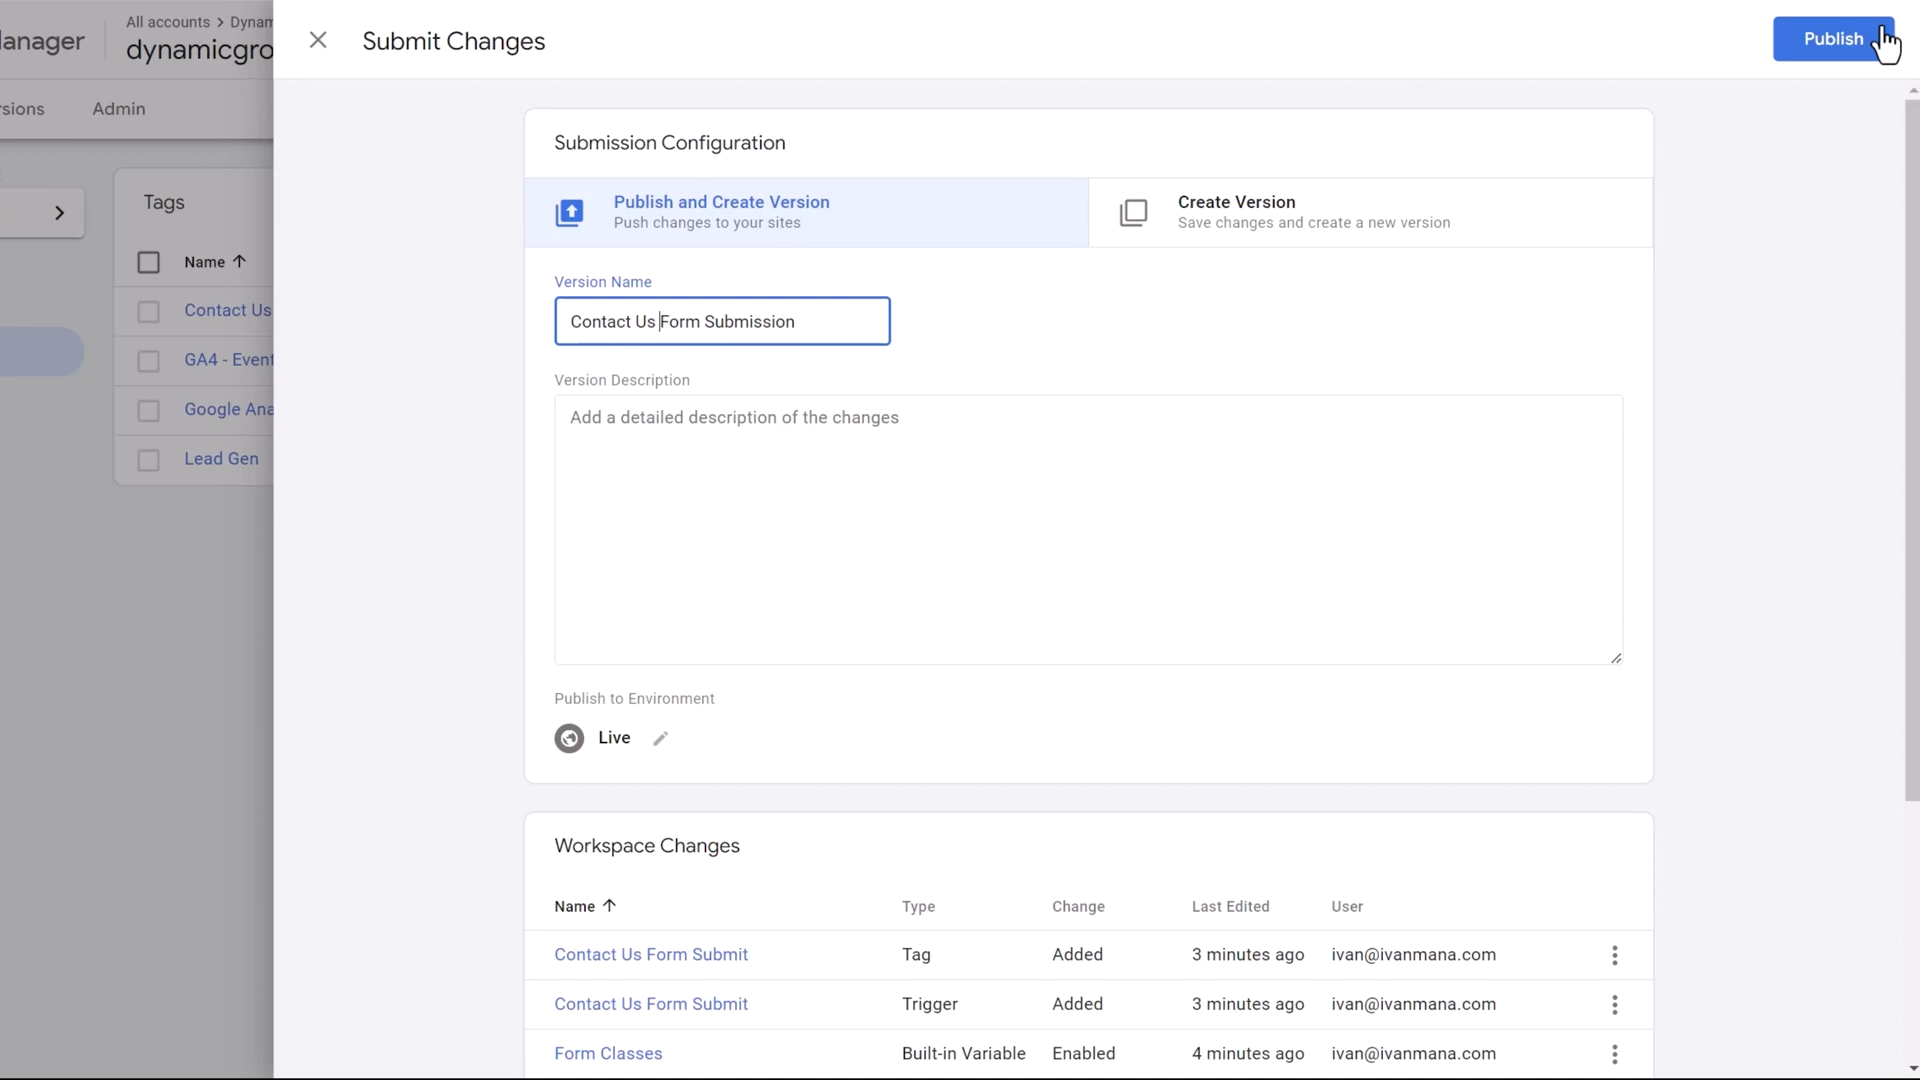 anager
All accounts > Dynam
dynamicgro
Submit Changes
Publish
rsions
Admin
Submission Configuration
Tags
Publish and Create Version
Push changes to your sites
Create Version
Save changes and create a new version
Name
Version Name
Contact Us
Contact Us Form Submission
GA4 - Event
Version Description
Google Ana
Add a detailed description of the changes
Lead Gen
Publish to Environment
Live
Workspace Changes
Name Type Change Last Edited User
Contact Us Form Submit Tag Added 3 minutes ago ivan@ivanmana.com
Contact Us Form Submit Trigger Added 3 minutes ago ivan@ivanmana.com
Form Classes Built-in Variable Enabled 4 minutes ago ivan@ivanmana.com